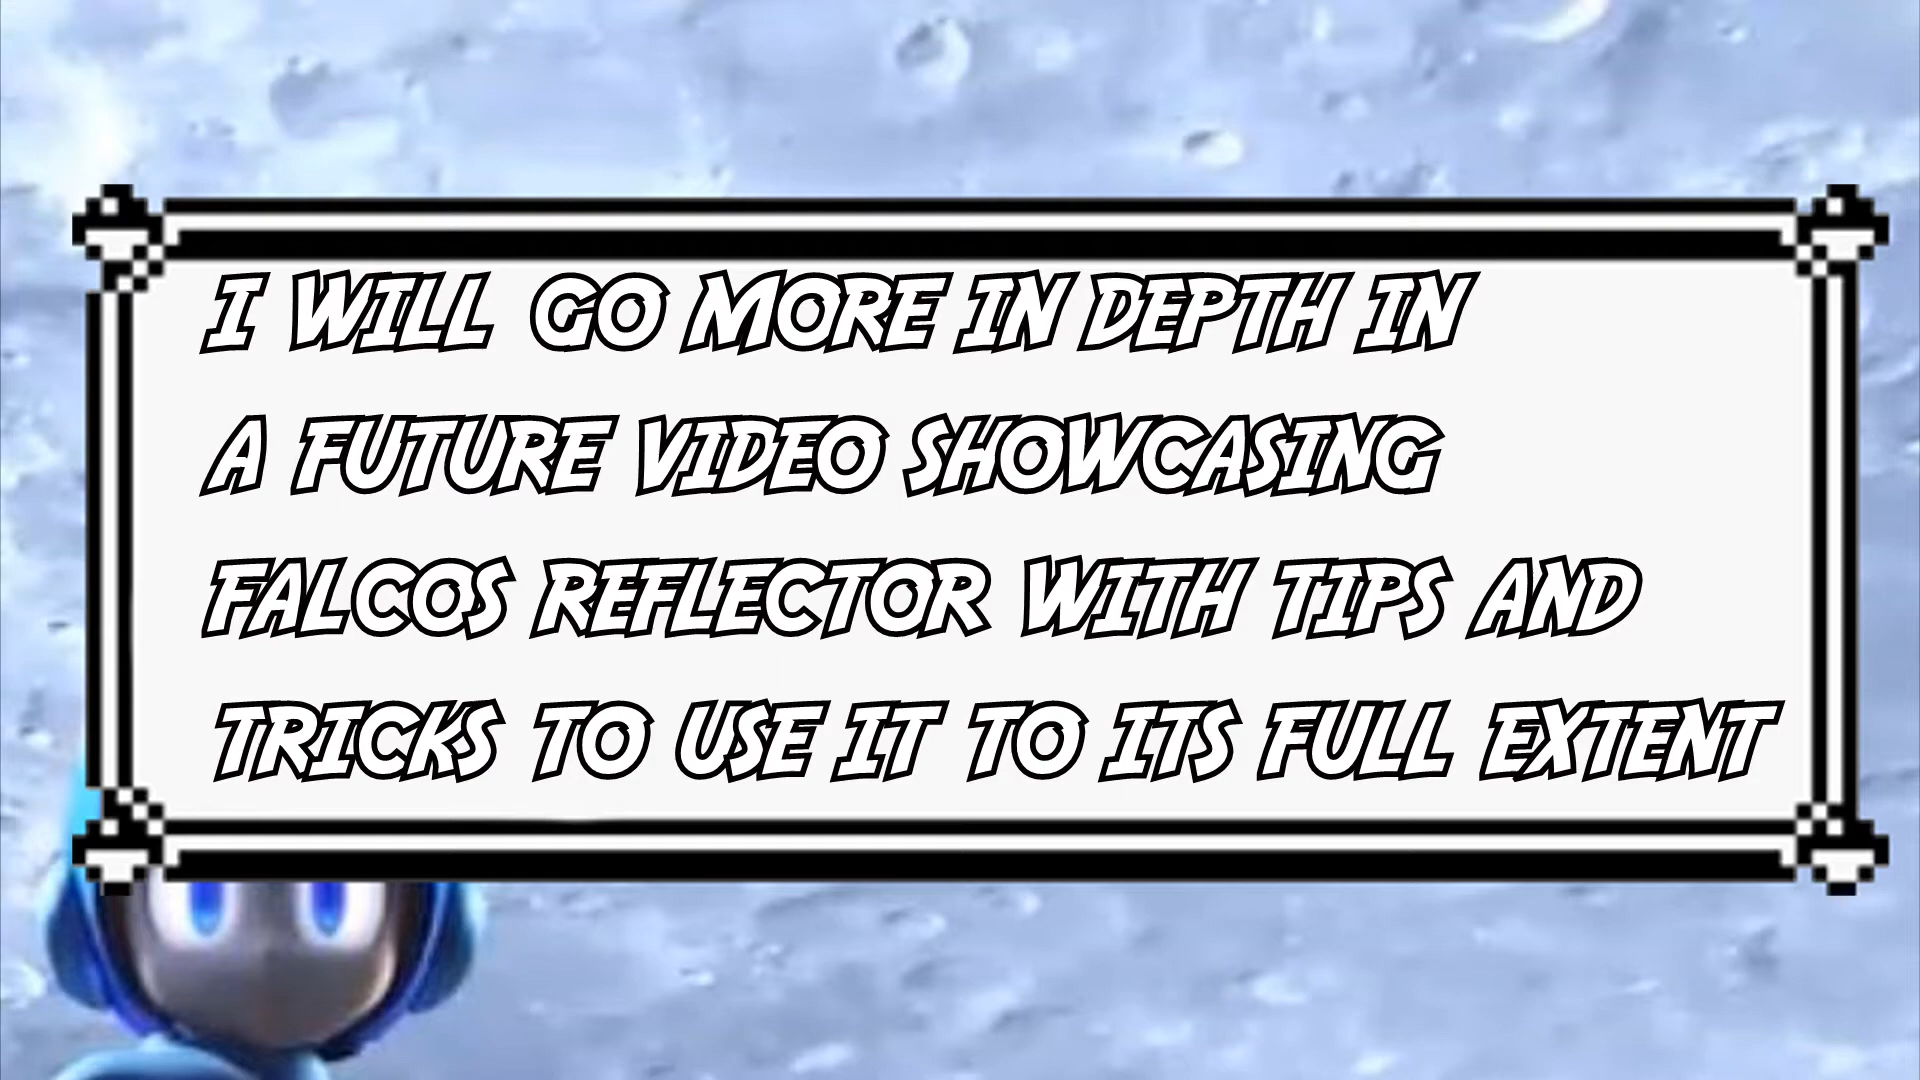 I WILL GO MORE IN DEPTH IN
A FUTURE VIDEO SHOWCASING
FALCOS REFLECTOR WITH TIPS AND
TRICKS TO USE IT TO ITS FULL EXTENT